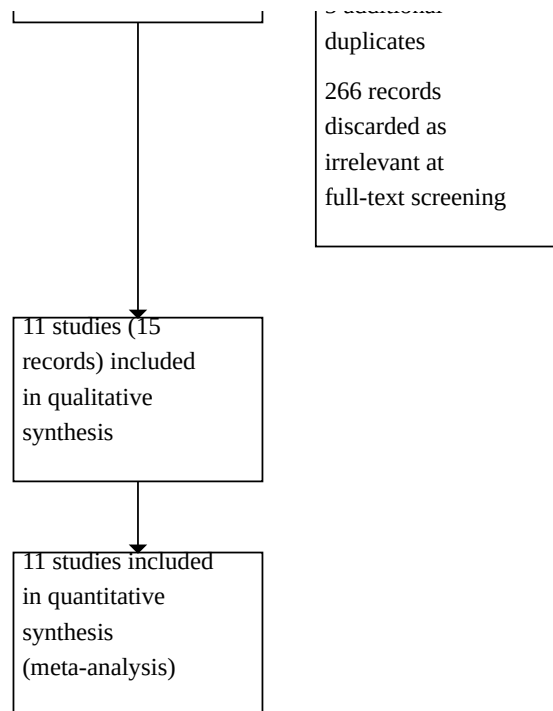 additional
duplicates
266 records
discarded as
irrelevant at
full-text screening
11 studies (15
records) included
in qualitative
synthesis
11 studies included
in quantitative
synthesis
(meta-analysis)